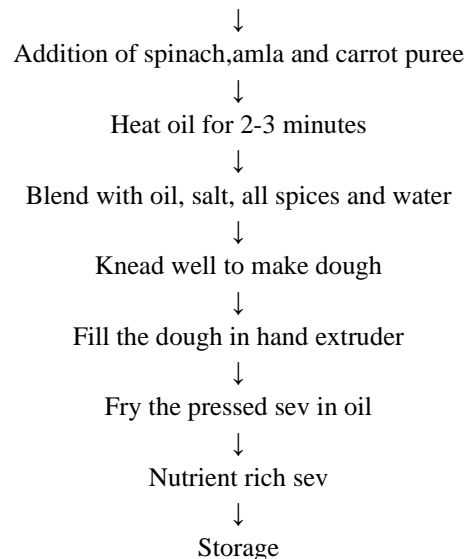 ↓
Addition of spinach,amla and carrot puree
↓
Heat oil for 2-3 minutes
↓
Blend with oil, salt, all spices and water
↓
Knead well to make dough
↓
Fill the dough in hand extruder
↓
Fry the pressed sev in oil
↓
Nutrient rich sev
↓
Storage